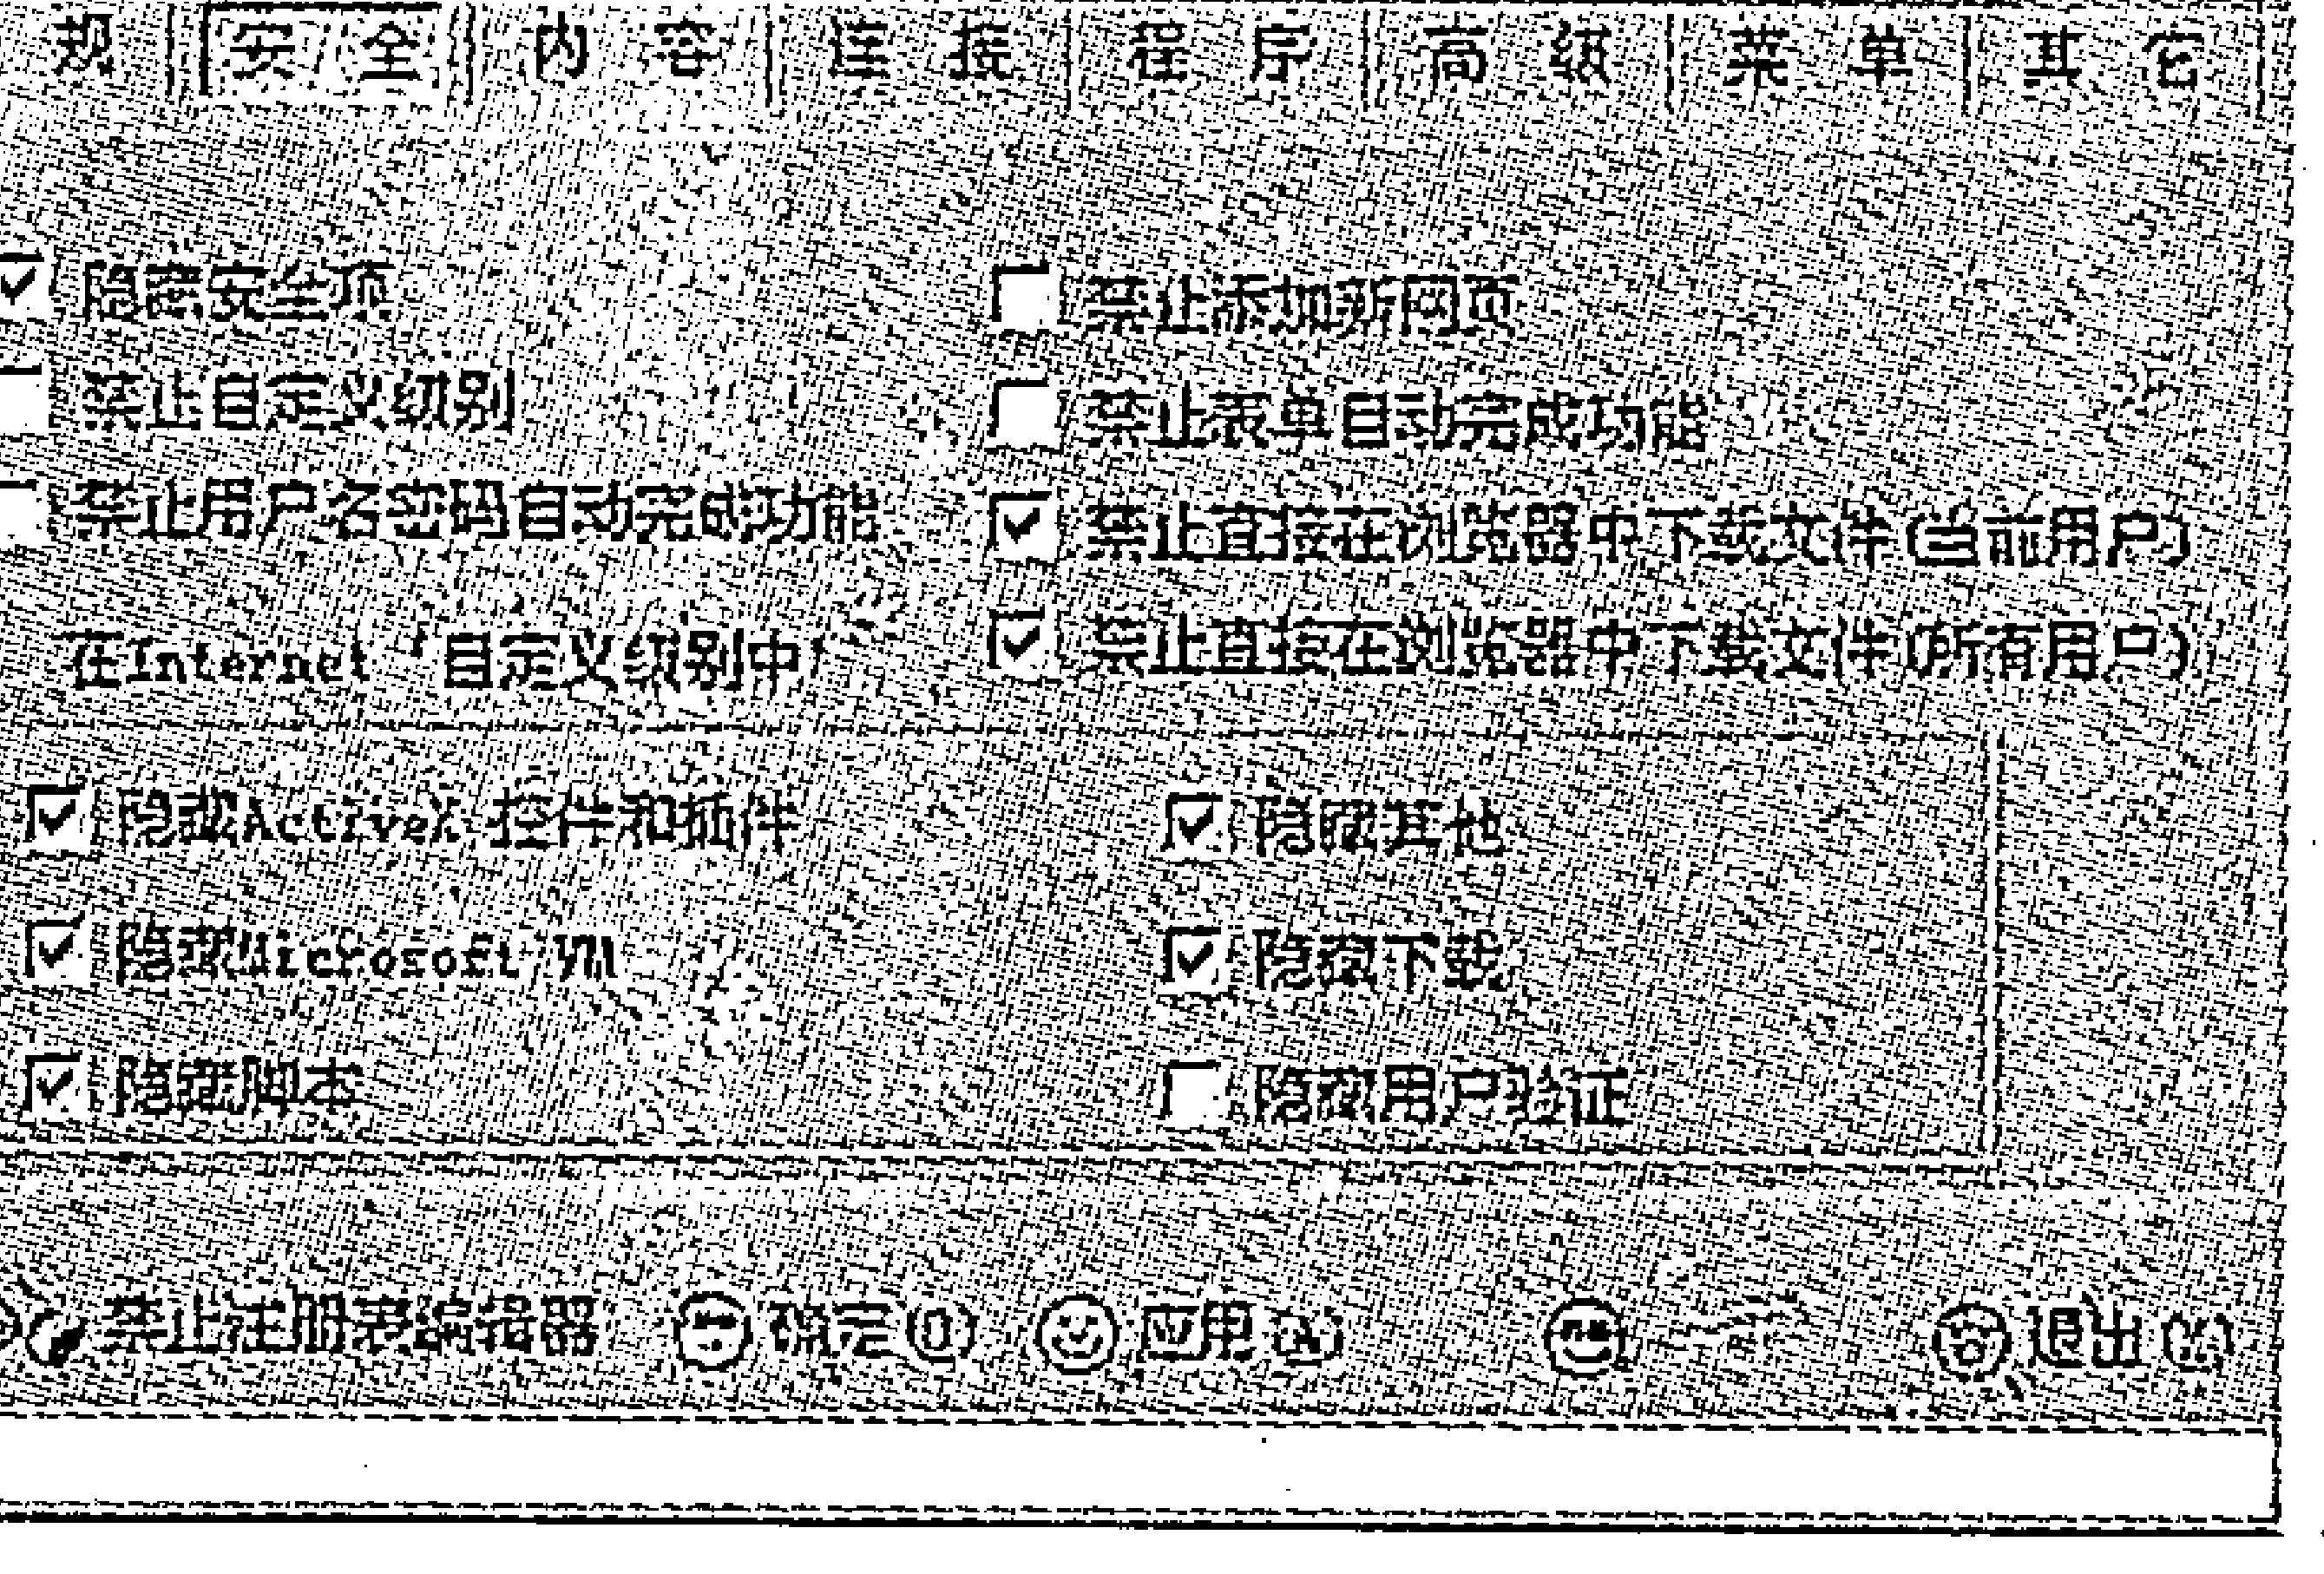 规 安全 内容 连接 程序 高级 菜单 其它
隐藏安全项 禁止添加新网页
禁止自定义级别 禁止表单自动完成功能
禁止用户名密码自动完成功能 禁止直接在浏览器中下载文件(当前用户)
在Internet "自定义级别中" 禁止直接在浏览器中下载文件(所有用户)
隐藏ActiveX 控件和插件 隐藏其他
隐藏Microsoft VM 隐藏下载
隐藏脚本 隐藏用户验证
禁止注册表编辑器 确定(O) 应用(A) 退出(X)